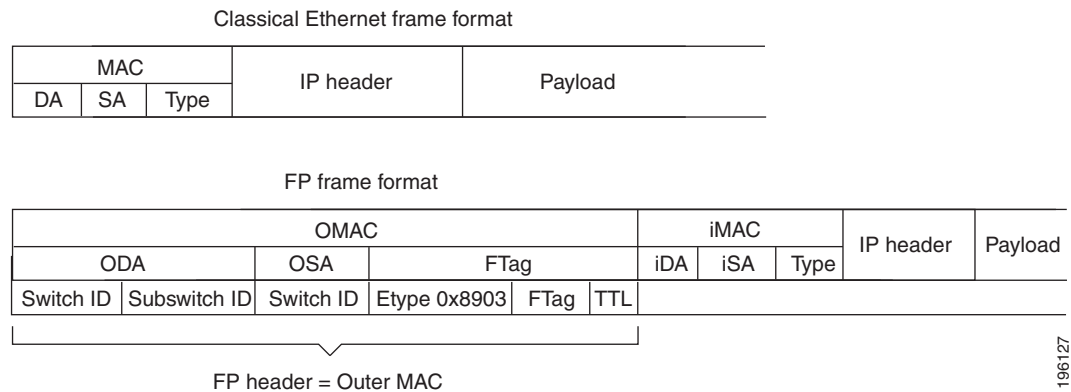 Classical Ethernet frame format
MAC IP header Payload
DA SA Type
FP frame format
OMAC iMAC IP header Payload
ODA OSA FTag iDA iSA Type
Switch ID Subswitch ID Switch ID Etype 0x8903 FTag TTL
FP header = Outer MAC
196127